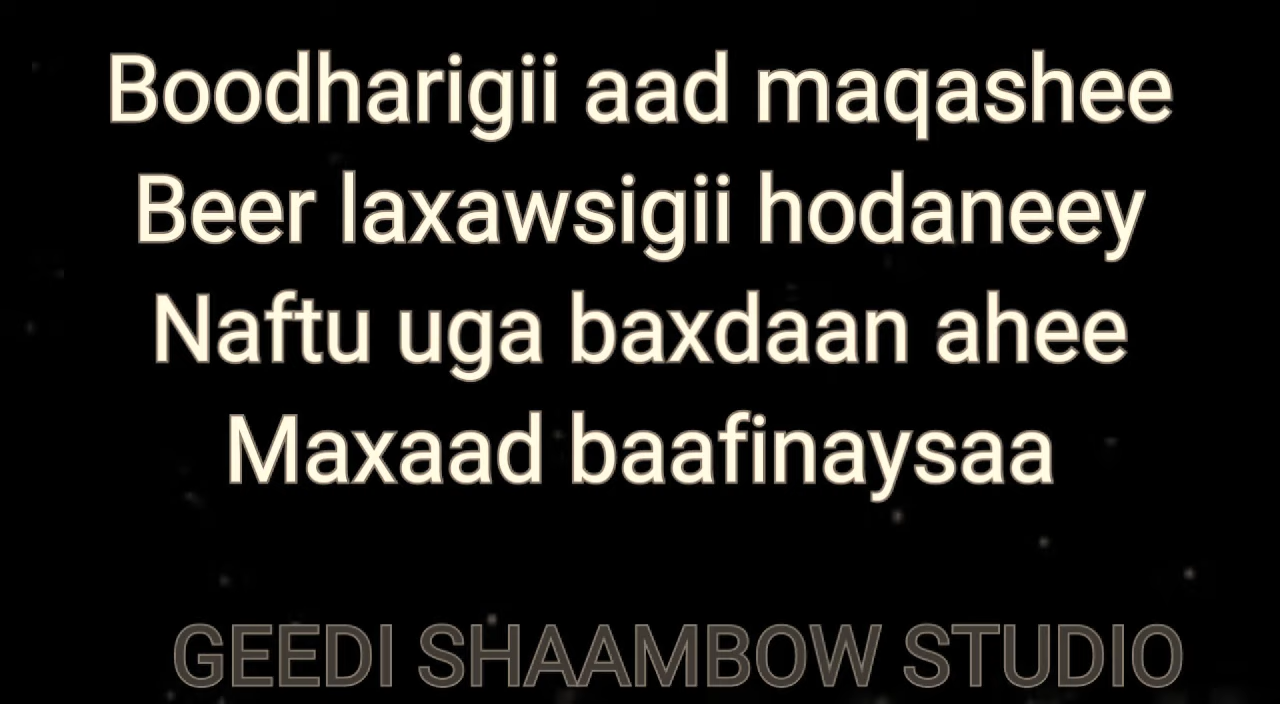 Boodharigii aad maqashee
Beer laxawsigii hodaneey
Naftu uga baxdaan ahee
Maxaad baafinaysaa
GEEDI SHAAMBOW STUDIO